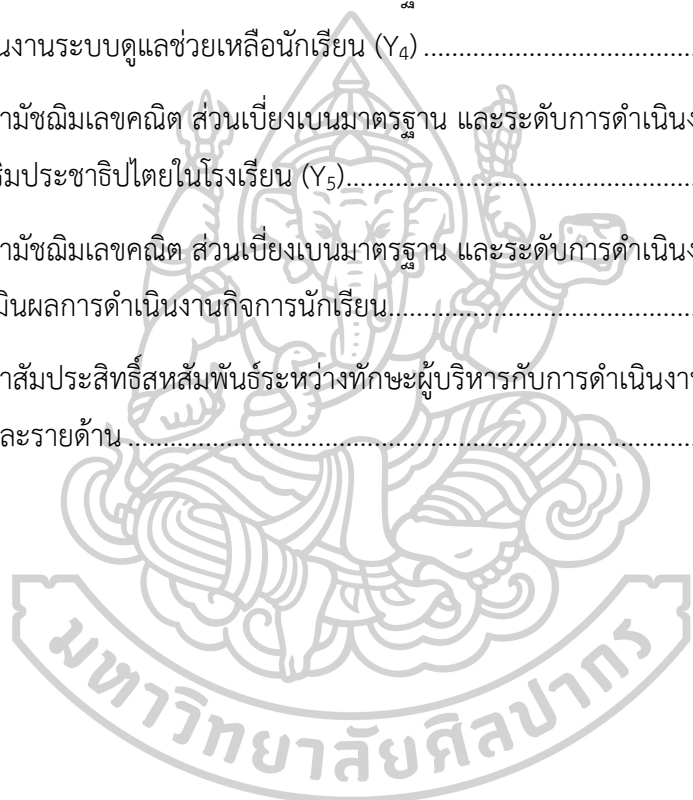 นงานระบบดูแลช่วยเหลือนักเรียน (Y4)
ามัชฌิมเลขคณิต ส่วนเบี่ยงเบนมาตรฐาน และระดับการดำเนินง
ริมประชาธิปไตยในโรงเรียน (Y5)
ามัชฌิมเลขคณิต ส่วนเบี่ยงเบนมาตรฐาน และระดับการดำเนินง
มินผลการดำเนินงานกิจการนักเรียน
าสัมประสิทธิ์สหสัมพันธ์ระหว่างทักษะผู้บริหารกับการดำเนินงาน
ละรายด้าน
มหาวิทยาลัยศิลปากร